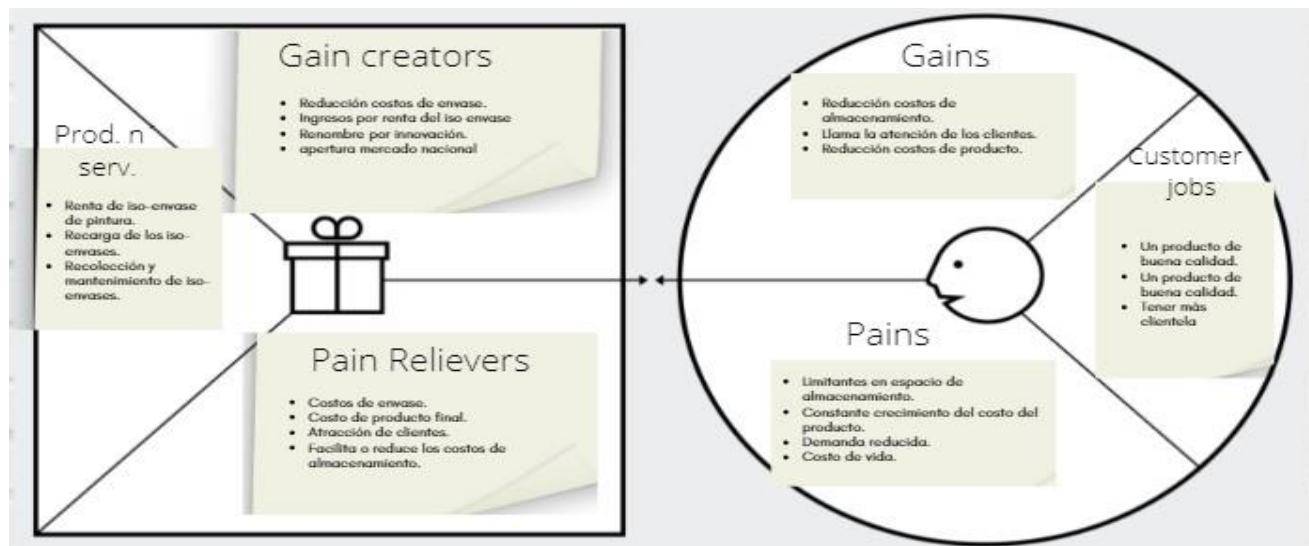 Gain creators
• Reducción costos de envase.
• Ingresos por renta del iso envase
• Renombre por innovación.
• apertura mercado nacional
Prod. n
serv.
• Renta de iso-envase
de pintura.
• Recarga de los iso-
envases.
• Recolección y
mantenimiento de iso-
envases.
Pain Relievers
• Costos de envase.
• Costo de producto final.
• Atracción de clientes.
• Facilita o reduce los costos de
almacenamiento.
Gains
• Reducción costos de
almacenamiento.
• Llama la atención de los clientes.
• Reducción costos de producto.
Customer
jobs
• Un producto de
buena calidad.
• Un producto de
buena calidad.
• Tener más
clientela
Pains
• Limitantes en espacio de
almacenamiento.
• Constante crecimiento del costo del
producto.
• Demanda reducida.
• Costo de vida.